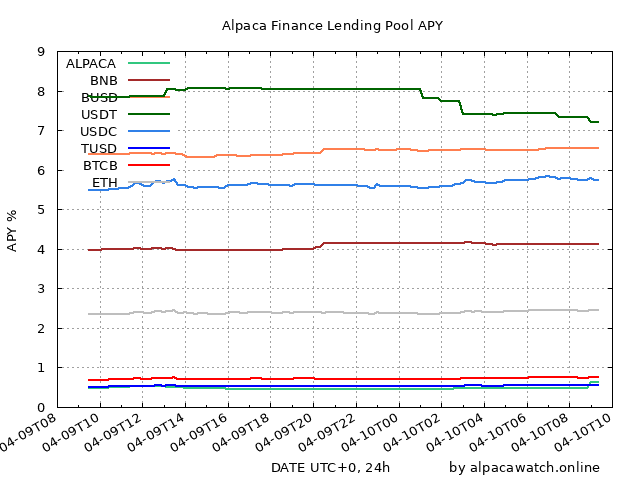 Alpaca Finance Lending Pool APY
9
8
7
6
5
4
3
2
1
0
APY %
ALPACA
BNB
BUSD
USDT
USDC
TUSD
BTCB
ETH
04-09T08
04-09T10
04-09T12
04-09T14
04-09T16
04-09T18
04-09T20
04-09T22
04-10T00
04-10T02
04-10T04
04-10T06
04-10T08
04-10T10
DATE UTC+0, 24h
by alpacawatch.online